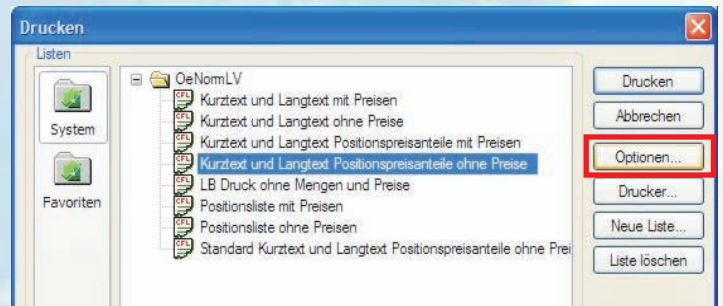 Drucken
Listen
System
Favoriten
OeNormLV
Kurztext und Langtext mit Preisen
Kurztext und Langtext ohne Preise
Kurztext und Langtext Positionspreisanteile mit Preisen
Kurztext und Langtext Positionspreisanteile ohne Preise
LB Druck ohne Mengen und Preise
Positionsliste mit Preisen
Positionsliste ohne Preisen
Standard Kurztext und Langtext Positionspreisanteile ohne Prei
Drucken
Abbrechen
Optionen...
Drucker...
Neue Liste...
Liste löschen